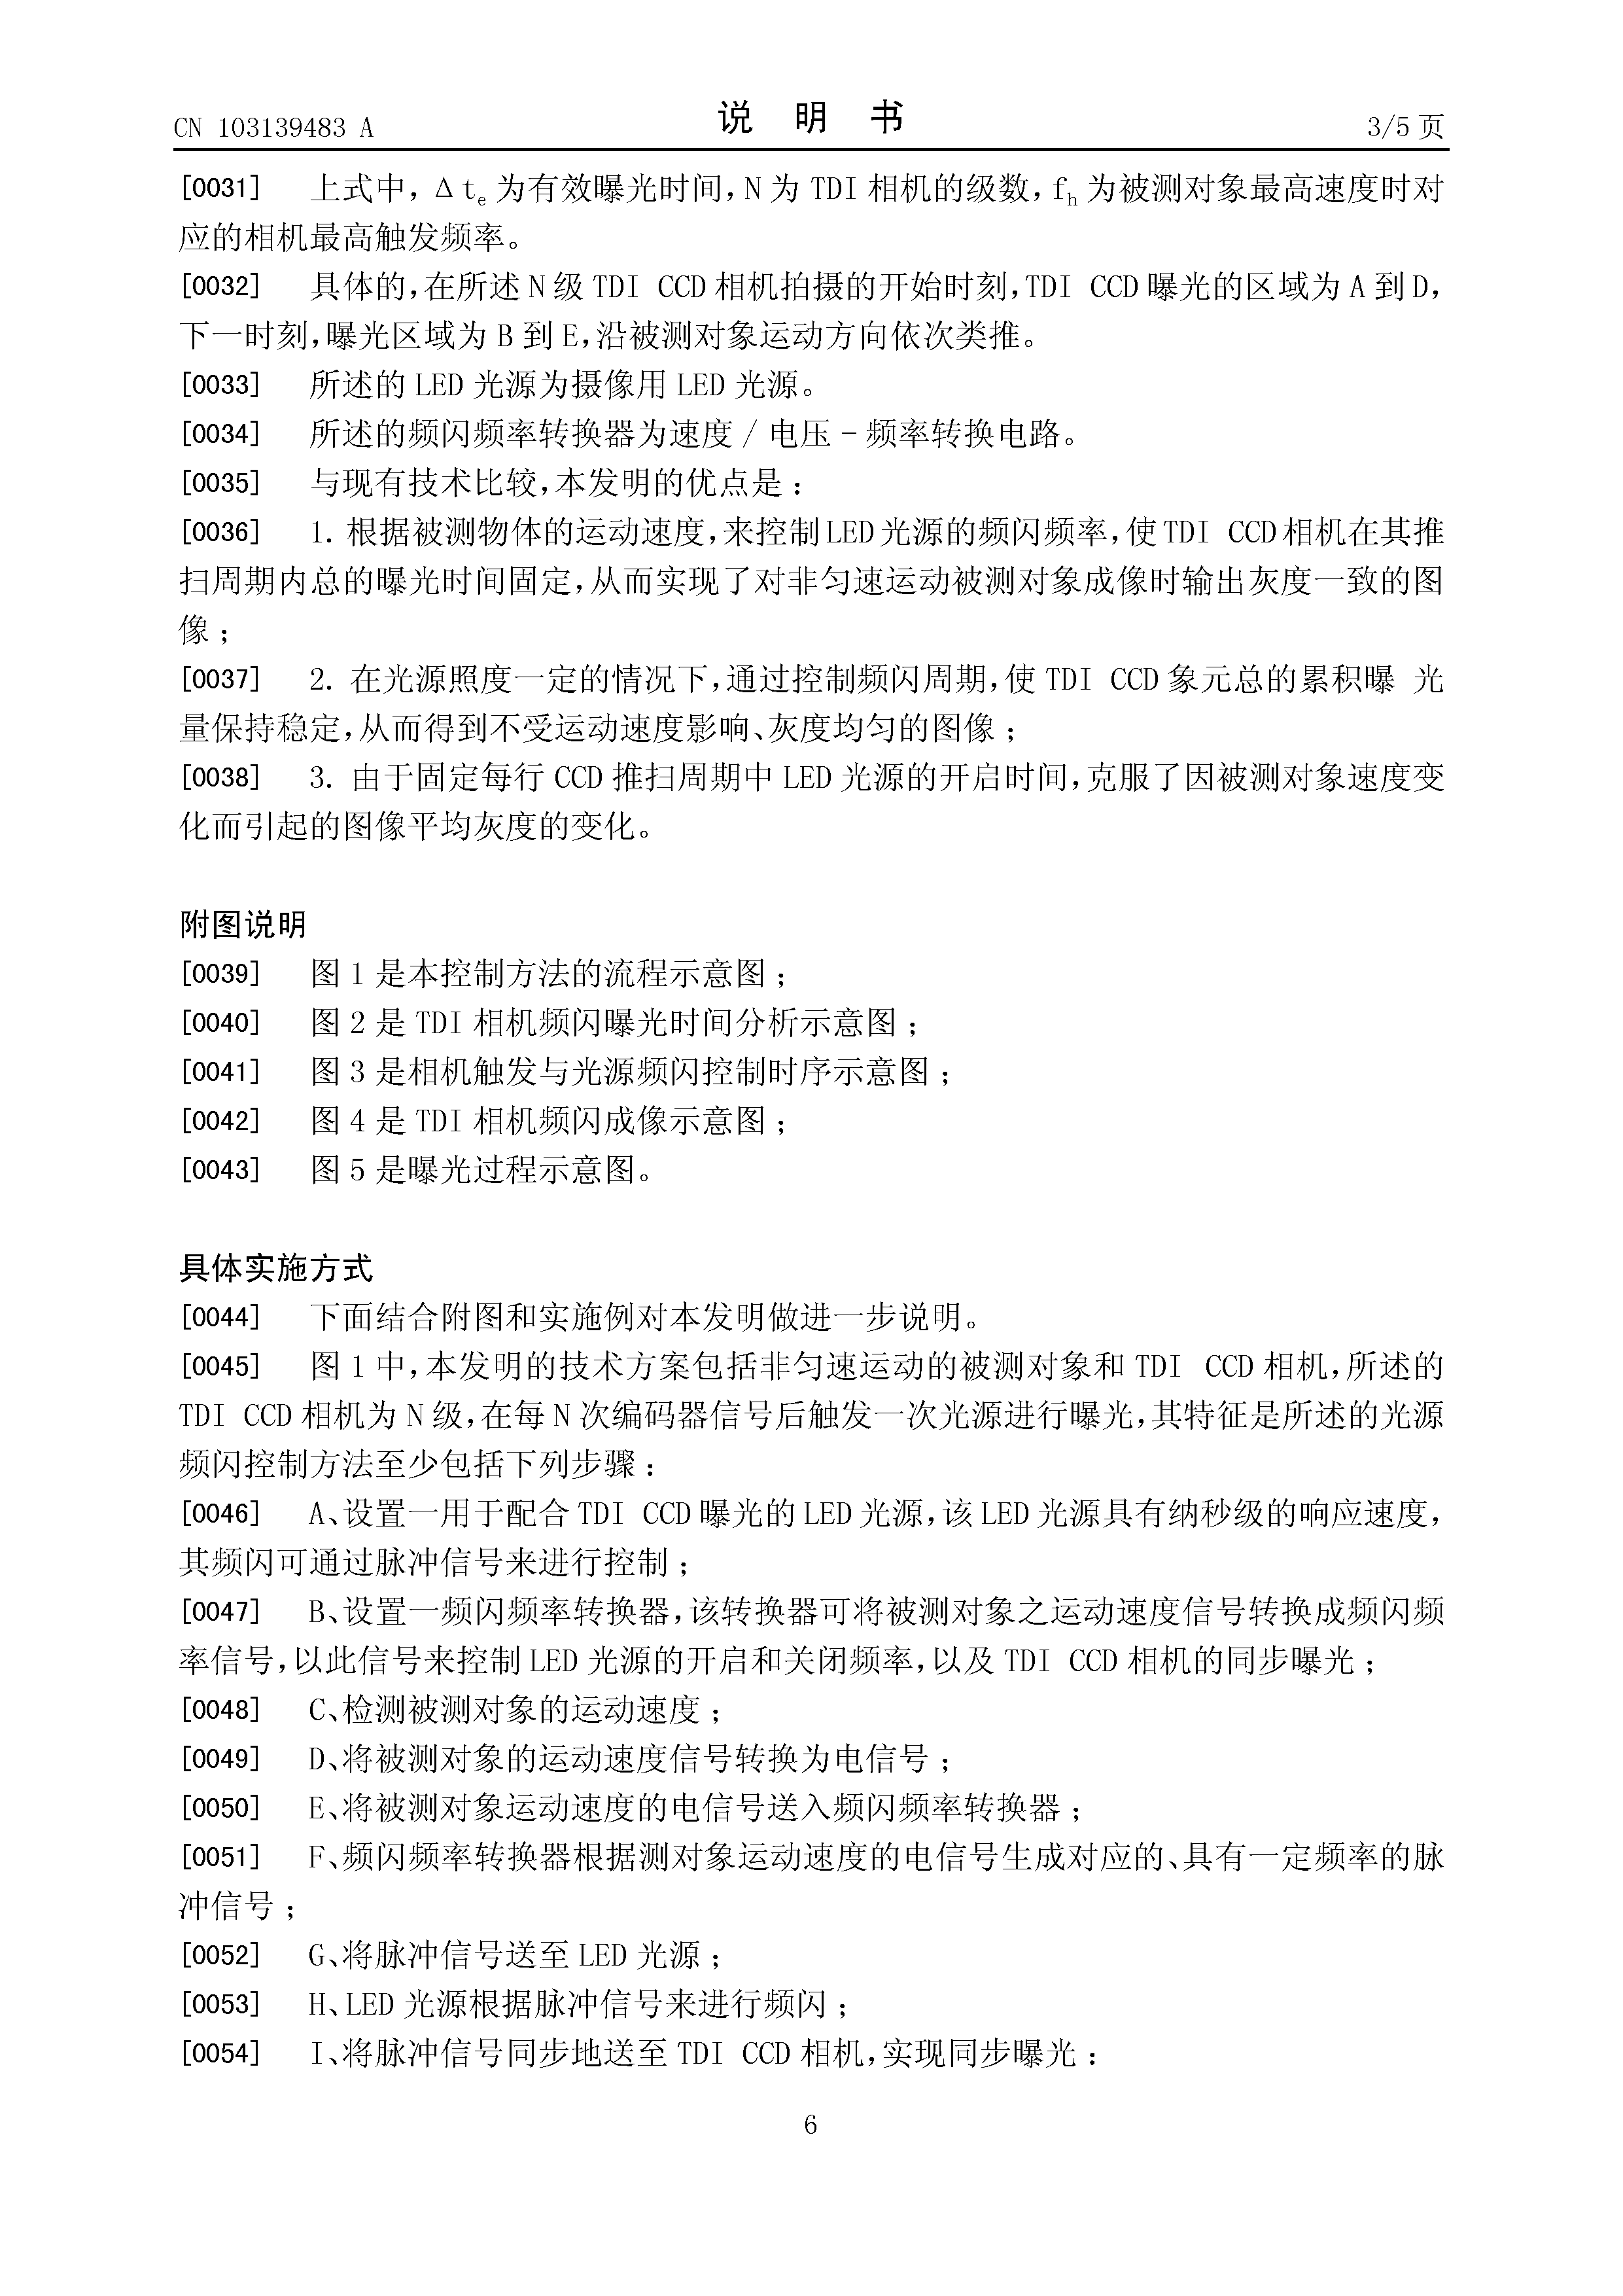 CN 103139483 A
说 明 书
3/5 页
[0031] 上式中，Δte 为有效曝光时间，N 为 TDI 相机的级数，fh 为被测对象最高速度时对
应的相机最高触发频率。
[0032] 具体的，在所述 N 级 TDI CCD 相机拍摄的开始时刻，TDI CCD 曝光的区域为 A 到 D，
下一时刻，曝光区域为 B 到 E，沿被测对象运动方向依次类推。
[0033] 所述的 LED 光源为摄像用 LED 光源。
[0034] 所述的频闪频率转换器为速度 / 电压 - 频率转换电路。
[0035] 与现有技术比较，本发明的优点是：
[0036] 1. 根据被测物体的运动速度，来控制 LED 光源的频闪频率，使 TDI CCD 相机在其推
扫周期内总的曝光时间固定，从而实现了对非匀速运动被测对象成像时输出灰度一致的图
像；
[0037] 2. 在光源照度一定的情况下，通过控制频闪周期，使 TDI CCD 象元总的累积曝 光
量保持稳定，从而得到不受运动速度影响、灰度均匀的图像；
[0038] 3. 由于固定每行 CCD 推扫周期中 LED 光源的开启时间，克服了因被测对象速度变
化而引起的图像平均灰度的变化。
附图说明
[0039] 图 1 是本控制方法的流程示意图；
[0040] 图 2 是 TDI 相机频闪曝光时间分析示意图；
[0041] 图 3 是相机触发与光源频闪控制时序示意图；
[0042] 图 4 是 TDI 相机频闪成像示意图；
[0043] 图 5 是曝光过程示意图。
具体实施方式
[0044] 下面结合附图和实施例对本发明做进一步说明。
[0045] 图 1 中，本发明的技术方案包括非匀速运动的被测对象和 TDI CCD 相机，所述的
TDI CCD 相机为 N 级，在每 N 次编码器信号后触发一次光源进行曝光，其特征是所述的光源
频闪控制方法至少包括下列步骤：
[0046] A、设置一用于配合 TDI CCD 曝光的 LED 光源，该 LED 光源具有纳秒级的响应速度，
其频闪可通过脉冲信号来进行控制；
[0047] B、设置一频闪频率转换器，该转换器可将被测对象之运动速度信号转换成频闪频
率信号，以此信号来控制 LED 光源的开启和关闭频率，以及 TDI CCD 相机的同步曝光；
[0048] C、检测被测对象的运动速度；
[0049] D、将被测对象的运动速度信号转换为电信号；
[0050] E、将被测对象运动速度的电信号送入频闪频率转换器；
[0051] F、频闪频率转换器根据测对象运动速度的电信号生成对应的、具有一定频率的脉
冲信号；
[0052] G、将脉冲信号送至 LED 光源；
[0053] H、LED 光源根据脉冲信号来进行频闪；
[0054] I、将脉冲信号同步地送至 TDI CCD 相机，实现同步曝光：
6